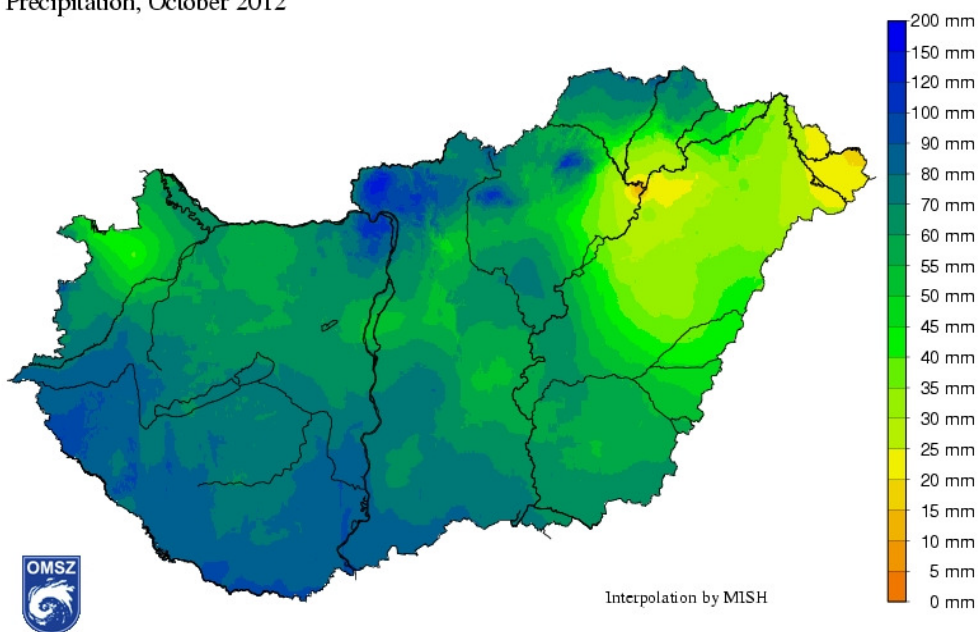 Precipitation, October 2012
200 mm
150 mm
120 mm
100 mm
90 mm
80 mm
70 mm
60 mm
55 mm
50 mm
45 mm
40 mm
35 mm
30 mm
25 mm
20 mm
15 mm
10 mm
5 mm
0 mm
OMSZ
Interpolation by MISH